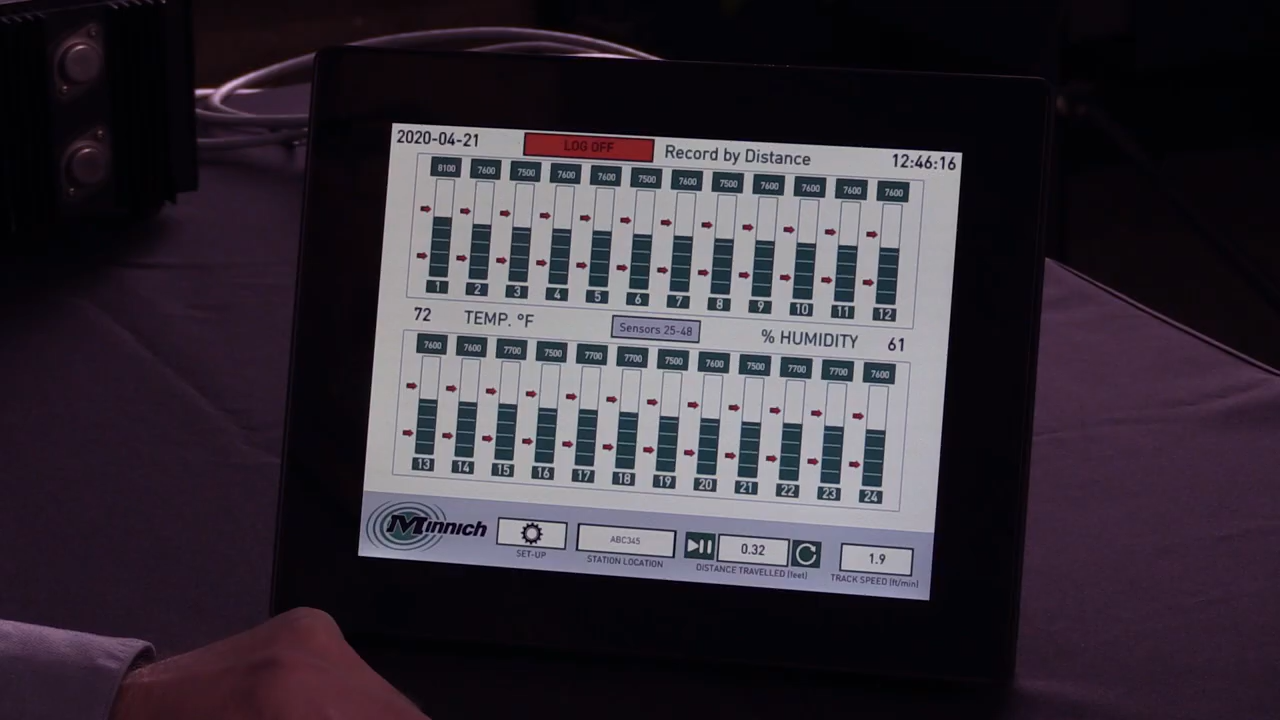 2020-04-21 LOG OFF Record by Distance 12:46:16
8100 7600 7500 7600 7600 7500 7600 7500 7600 7600 7600 7600
1 2 3 4 5 6 7 8 9 10 11 12
72 TEMP. °F Sensors 25-48 % HUMIDITY 61
7600 7600 7700 7500 7700 7700 7500 7600 7500 7700 7700 7600
13 14 15 16 17 18 19 20 21 22 23 24
Minnich ABC345 0.32 1.9
SET-UP STATION LOCATION DISTANCE TRAVELLED (feet) TRACK SPEED (ft/min)